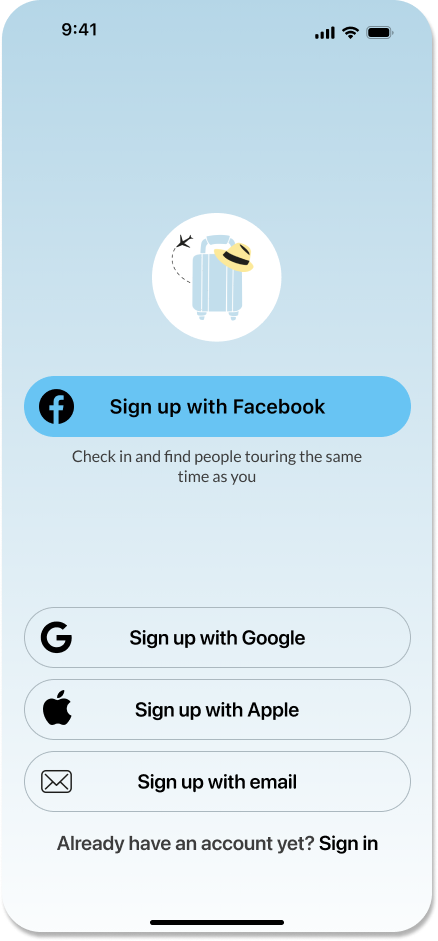 9:41
Sign up with Facebook
Check in and find people touring the same
time as you
Sign up with Google
Sign up with Apple
Sign up with email
Already have an account yet? Sign in